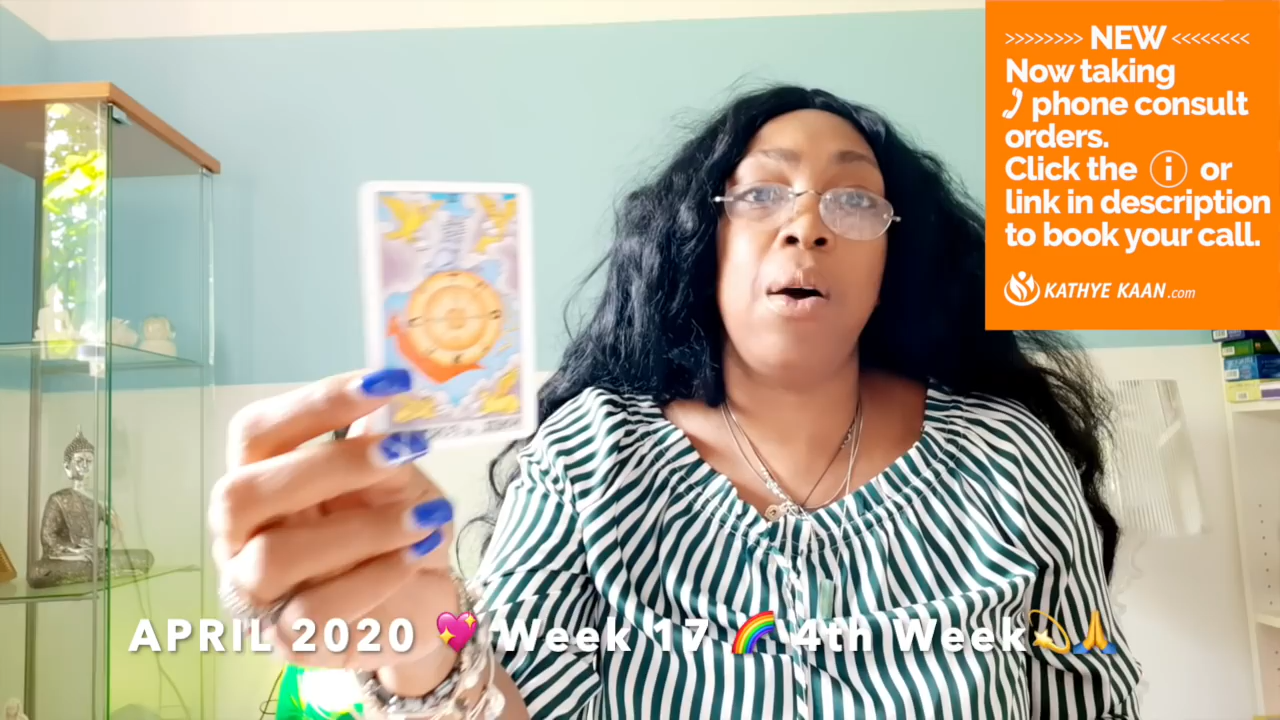 >>>>>>>> NEW <<<<<<<<
Now taking
phone consult
orders.
Click the i or
link in description
to book your call.
KATHYE KAAN.com
APRIL 2020 💖 Week 17 🌈 4th Week💫🙏